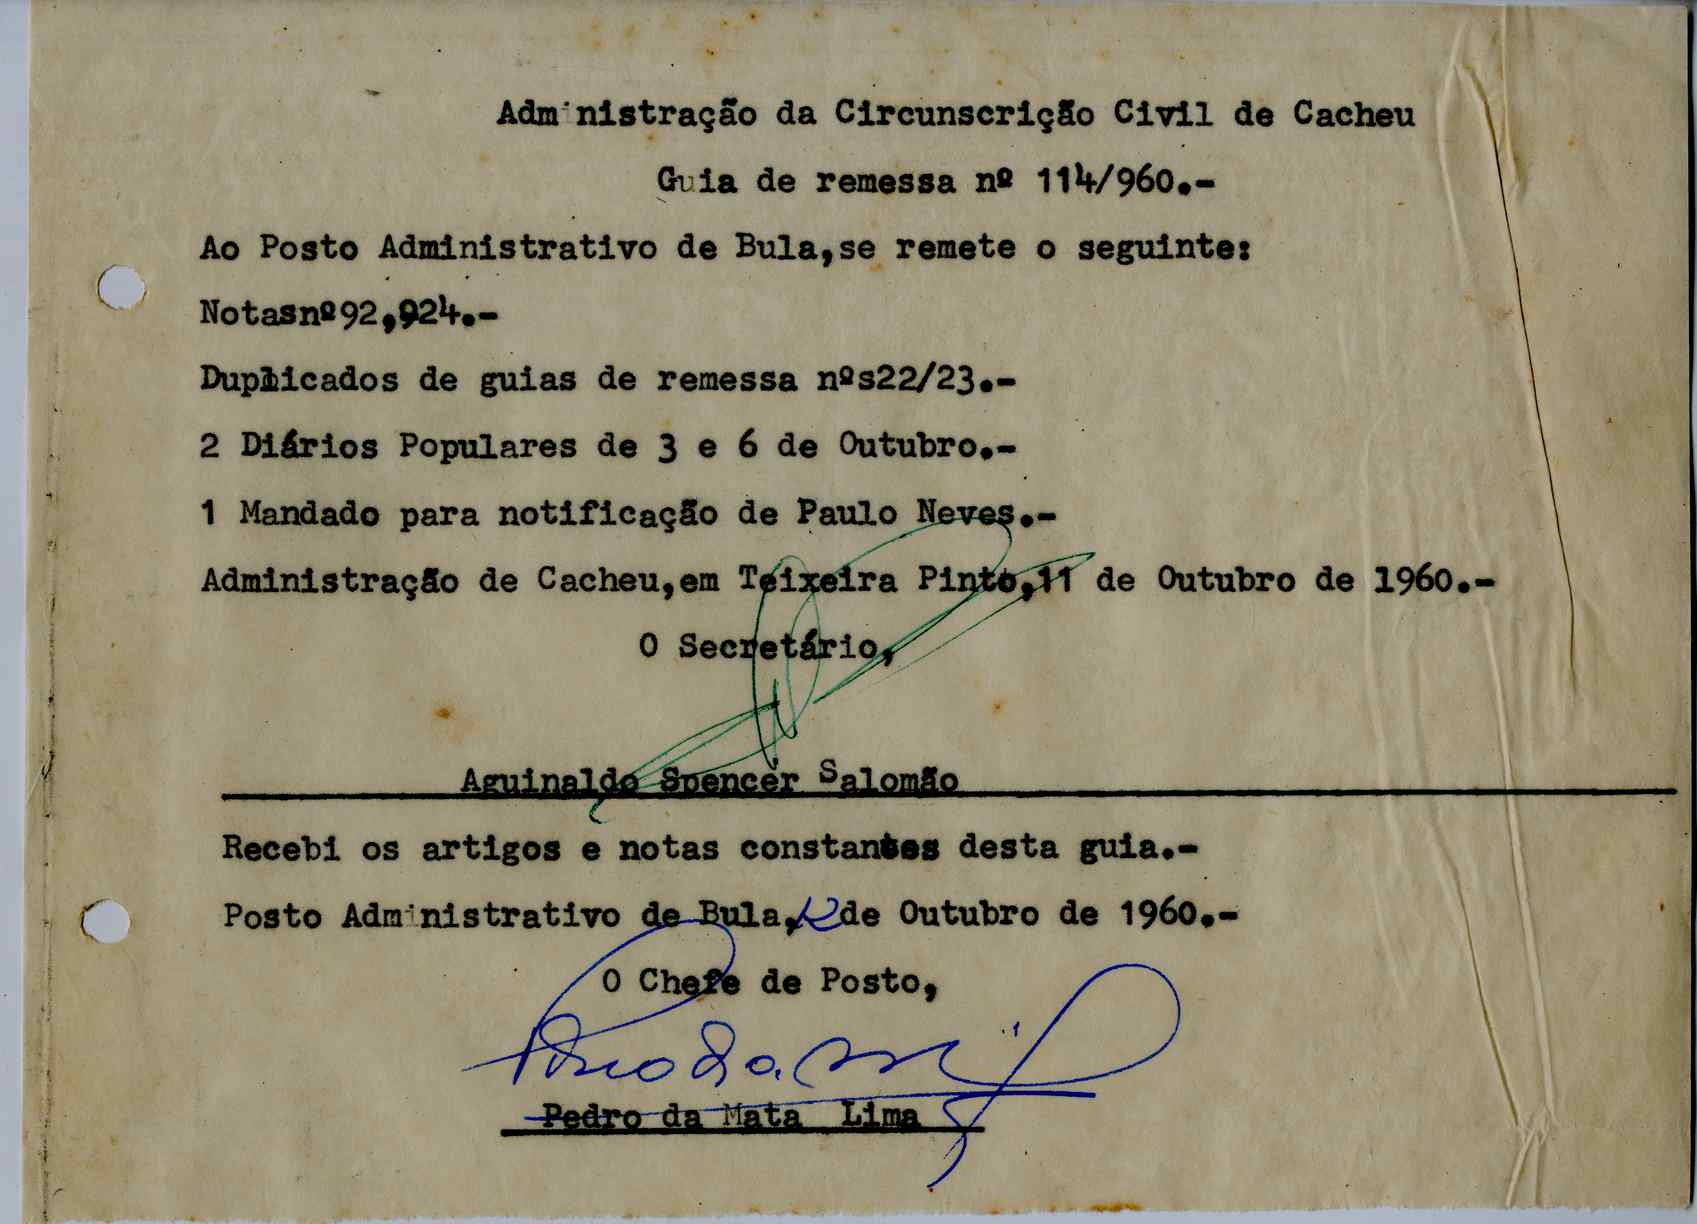 Administração da Circunscrição Civil de Cacheu
Guia de remessa nº 114/960.-
Ao Posto Administrativo de Bula,se remete o seguinte:
Notasnº92,924.-
Duplicados de guias de remessa nºs22/23.-
2 Diários Populares de 3 e 6 de Outubro.-
1 Mandado para notificação de Paulo Neves.-
Administração de Cacheu,em Teixeira Pinto,11 de Outubro de 1960.-
O Secretário,
Aguinaldo Spencer Salomão
Recebi os artigos e notas constantes desta guia.-
Posto Administrativo de Bula,12 de Outubro de 1960.-
O Chefe de Posto,
Pedro da Mata Lima